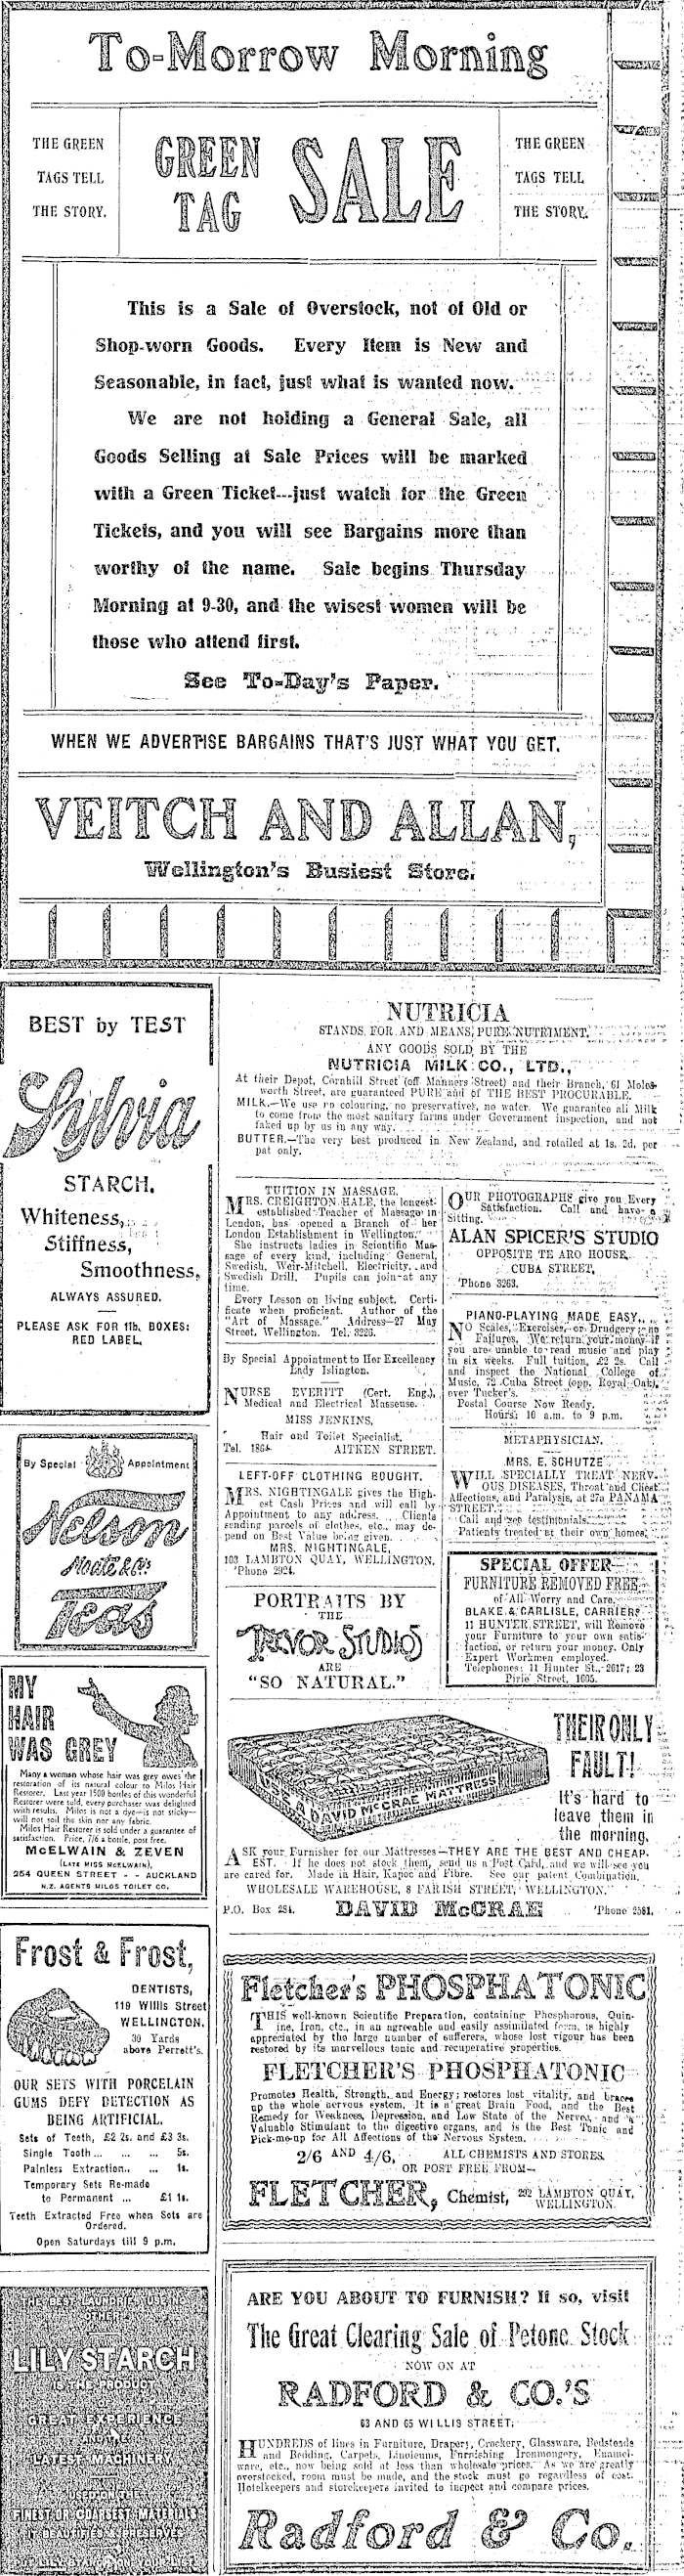 To-Morrow Morning
THE GREEN
TAGS TELL
THE STORY.
GREEN
TAG
SALE
THE GREEN
TAGS TELL
THE STORY.
This is a Sale of Overstock, not of Old or
Shop-worn Goods. Every Item is New and
Seasonable, in fact, just what is wanted now.
We are not holding a General Sale, all
Goods Selling at Sale Prices will be marked
with a Green Ticket---just watch for the Green
Tickets, and you will see Bargains more than
worthy of the name. Sale begins Thursday
Morning at 9-30, and the wisest women will be
those who attend first.
See To-Day's Paper.
WHEN WE ADVERTISE BARGAINS THAT'S JUST WHAT YOU GET.
VEITCH AND ALLAN,
Wellington's Busiest Store.
BEST by TEST
Sylvia
STARCH.
Whiteness,
Stiffness,
Smoothness,
ALWAYS ASSURED.
PLEASE ASK FOR 1lb. BOXES:
RED LABEL.
By Special Appointment
Nelson
Moate & Co's
Teas
MY
HAIR
WAS GREY
Many a woman whose hair was grey owes the
restoration of its natural colour to Milos Hair
Restorer. Last year 1500 bottles of this wonderful
Restorer were sold, every purchaser was delighted
with results. Milos is not a dye—is not sticky—
will not soil the skin nor any fabric.
Milos Hair Restorer is sold under a guarantee of
satisfaction. Price, 7/6 a bottle, post free.
McELWAIN & ZEVEN
(LATE MISS McELWAIN),
254 QUEEN STREET - - AUCKLAND
N.Z. AGENTS MILOS TOILET CO.
Frost & Frost,
DENTISTS,
119 Willis Street
WELLINGTON.
30 Yards
above Perrett's.
OUR SETS WITH PORCELAIN
GUMS DEFY DETECTION AS
BEING ARTIFICIAL.
Sets of Teeth, £2 2s. and £3 3s.
Single Tooth ... ... 5s.
Painless Extraction.. ... 1s.
Temporary Sets Re-made
to Permanent ... £1 1s.
Teeth Extracted Free when Sets are
Ordered.
Open Saturdays till 9 p.m.
THE BEST LAUNDRIES USE NO
OTHER
LILY STARCH
IS THE PRODUCT
GREAT EXPERIENCE
AND THE
LATEST MACHINERY
USED ON THE
FINEST OR COARSEST MATERIALS
IT BEAUTIFIES & PRESERVES
NUTRICIA
STANDS FOR AND MEANS PURE NUTRIMENT.
ANY GOODS SOLD BY THE
NUTRICIA MILK CO., LTD.,
At their Depot, Cornhill Street (off Manners Street) and their Branch, 61 Moles-
worth Street, are guaranteed PURE and of THE BEST PROCURABLE.
MILK.—We use no colouring, no preservatives, no water. We guarantee all Milk
to come from the most sanitary farms under Government inspection, and not
faked up by us in any way.
BUTTER.—The very best produced in New Zealand, and retailed at 1s. 2d. per
pat only.
TUITION IN MASSAGE.
MRS. CREIGHTON HALE, the longest
established Teacher of Massage in
London, has opened a Branch of her
London Establishment in Wellington.
She instructs ladies in Scientific Mas-
sage of every kind, including General,
Swedish, Weir-Mitchell, Electricity, and
Swedish Drill. Pupils can join at any
time.
Every Lesson on living subject. Certi-
ficate when proficient. Author of the
"Art of Massage." Address—27 May
Street, Wellington. Tel. 3226.
By Special Appointment to Her Excellency
Lady Islington.
NURSE EVERITT (Cert. Eng.),
Medical and Electrical Masseuse.
MISS JENKINS,
Hair and Toilet Specialist.
Tel. 1864. AITKEN STREET.
LEFT-OFF CLOTHING BOUGHT.
MRS. NIGHTINGALE gives the High-
est Cash Prices and will call by
Appointment to any address. Clients
sending parcels of clothes, etc., may de-
pend on Best Value being given.
MRS. NIGHTINGALE,
103 LAMBTON QUAY, WELLINGTON.
'Phone 2924.
PORTRAITS BY
THE
TREVOR STUDIOS
ARE
"SO NATURAL."
OUR PHOTOGRAPHS give you Every
Satisfaction. Call and have a
Sitting.
ALAN SPICER'S STUDIO
OPPOSITE TE ARO HOUSE,
CUBA STREET,
'Phone 3263.
PIANO-PLAYING MADE EASY.
NO Scales, Exercises, or Drudgery; no
Failures. We return your money if
you are unable to read music and play
in six weeks. Full tuition, £2 2s. Call
and inspect the National College of
Music, 72 Cuba Street (opp. Royal Oak),
over Tucker's.
Postal Course Now Ready.
Hours: 10 a.m. to 9 p.m.
METAPHYSICIAN.
MRS. E. SCHUTZE
WILL SPECIALLY TREAT NERV-
OUS DISEASES, Throat and Chest
Affections, and Paralysis, at 27a PANAMA
STREET.
Call and see testimonials.
Patients treated at their own homes.
SPECIAL OFFER
FURNITURE REMOVED FREE
of All Worry and Care.
BLAKE & CARLISLE, CARRIERS
11 HUNTER STREET, will Remove
your Furniture to your own satis-
faction, or return your money. Only
Expert Workmen employed.
Telephones: 11 Hunter St., 2617; 23
Pirie Street, 1605.
USE A DAVID McCRAE MATTRESS
THEIR ONLY
FAULT!
It's hard to
leave them in
the morning.
ASK your Furnisher for our Mattresses—THEY ARE THE BEST AND CHEAP-
EST. If he does not stock them, send us a Post Card, and we will see you
are cared for. Made in Hair, Kapoc and Fibre. See our patent Combination.
WHOLESALE WAREHOUSE, 8 FARISH STREET, WELLINGTON.
P.O. Box 284. DAVID McCRAE 'Phone 2581.
Fletcher's PHOSPHATONIC
THIS well-known Scientific Preparation, containing Phosphorous, Quin-
ine, Iron, etc., in an agreeable and easily assimilated form, is highly
appreciated by the large number of sufferers, whose lost vigour has been
restored by its marvellous tonic and recuperative properties.
FLETCHER'S PHOSPHATONIC
Promotes Health, Strength, and Energy; restores lost vitality, and braces
up the whole nervous system. It is a great Brain Food, and the Best
Remedy for Weakness, Depression, and Low State of the Nerves, and a
Valuable Stimulant to the digestive organs, and is the Best Tonic and
Pick-me-up for All Affections of the Nervous System.
2/6 AND 4/6, ALL CHEMISTS AND STORES.
OR POST FREE FROM—
FLETCHER, Chemist, 292 LAMBTON QUAY,
WELLINGTON.
ARE YOU ABOUT TO FURNISH? If so, visit
The Great Clearing Sale of Petone Stock
NOW ON AT
RADFORD & CO.'S
63 AND 65 WILLIS STREET.
HUNDREDS of lines in Furniture, Drapery, Crockery, Glassware, Bedsteads
and Bedding, Carpets, Linoleums, Furnishing Ironmongery, Enamel-
ware, etc., now being sold at less than wholesale prices. As we are greatly
overstocked, room must be made, and the stock must go regardless of cost.
Hotelkeepers and storekeepers invited to inspect and compare prices.
Radford & Co.